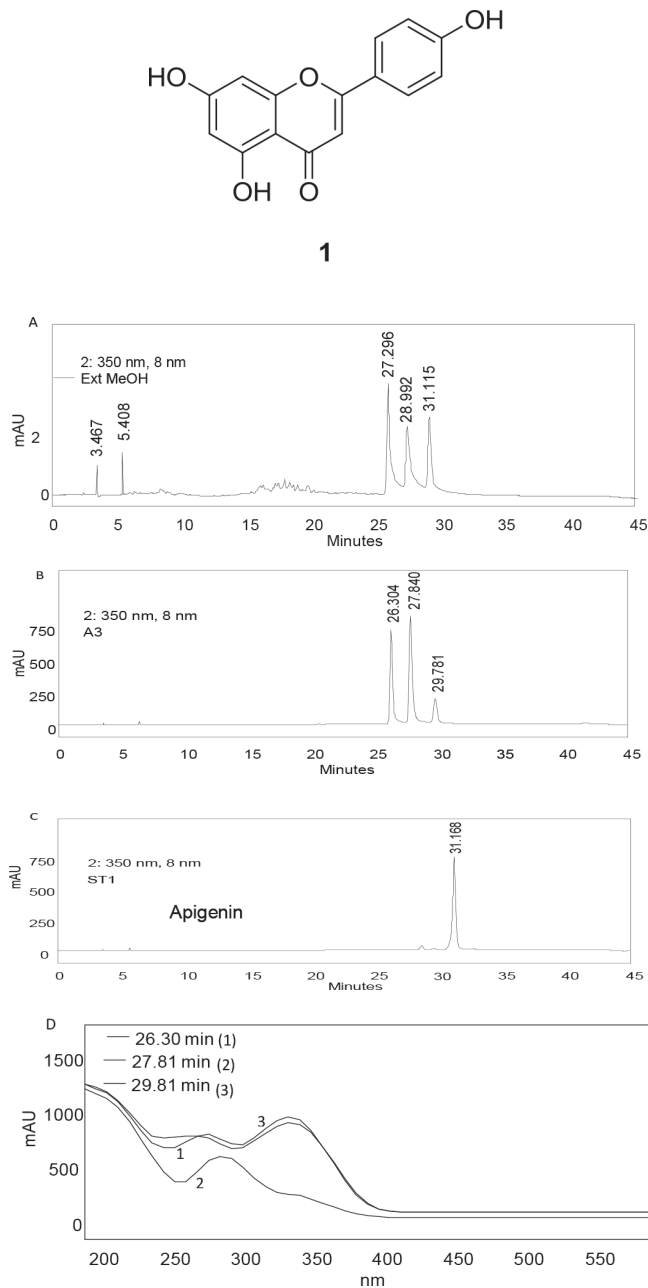 OH
O
HO
OH
O
1
A
2: 350 nm, 8 nm
Ext MeOH
3.467
5.408
27.296
28.992
31.115
mAU
2
0
0 5 10 15 20 25 30 35 40 45
Minutes
B
2: 350 nm, 8 nm
A3
26.304
27.840
29.781
mAU
750
500
250
0
0 5 10 15 20 25 30 35 40 45
Minutes
C
2: 350 nm, 8 nm
ST1
Apigenin
31.168
mAU
750
500
250
0
0 5 10 15 20 25 30 35 40 45
Minutes
D
26.30 min (1)
27.81 min (2)
29.81 min (3)
mAU
1500
1000
500
0
1
2
3
200 250 300 350 400 450 500 550
nm